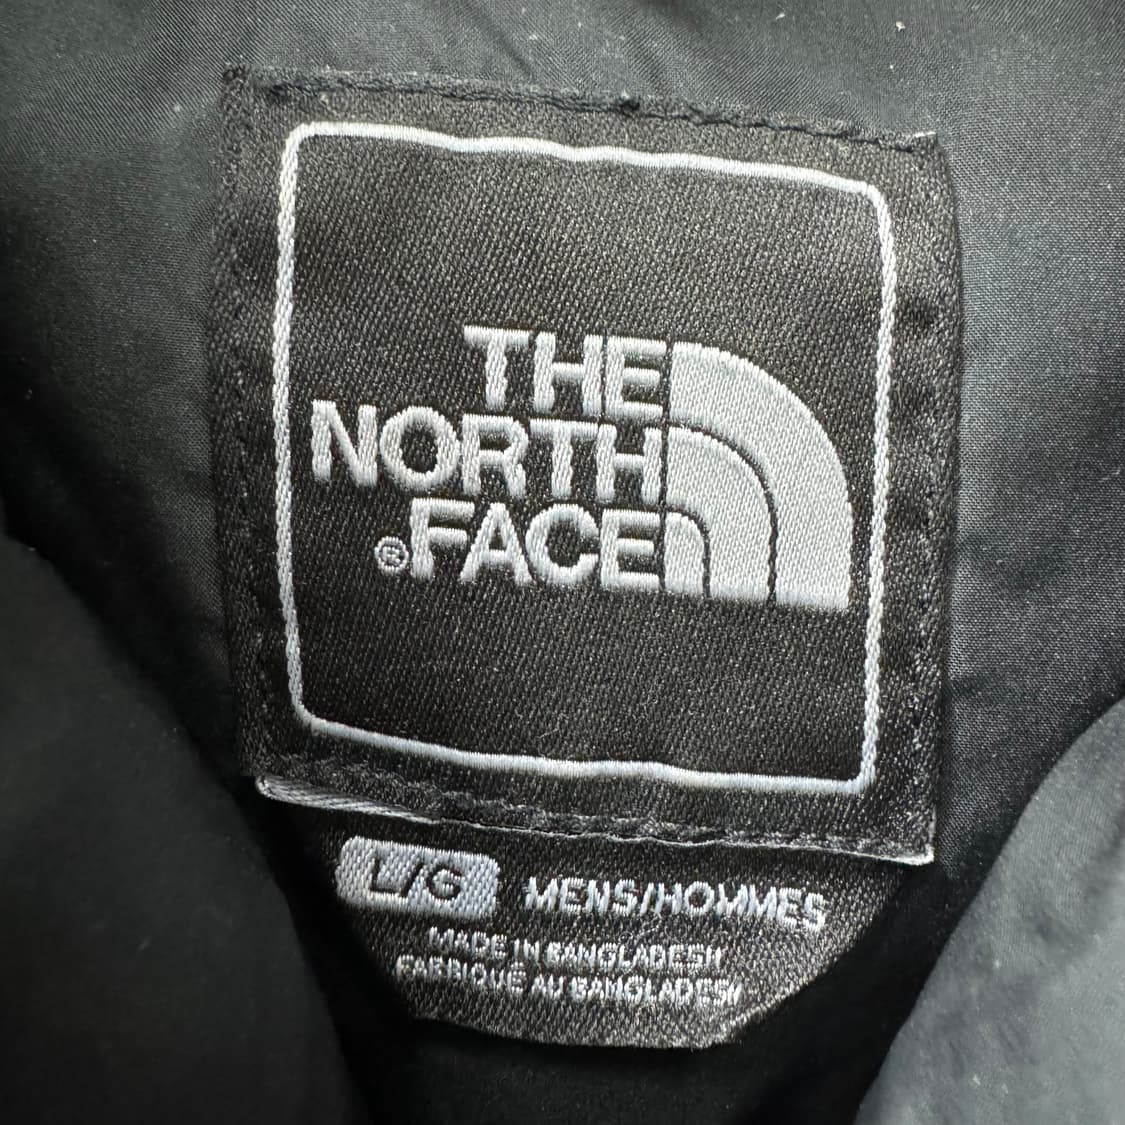 THE
NORTH
®FACE
L/G MENS/HOMMES
MADE IN BANGLADESH
FABRIQUÉ AU BANGLADESH